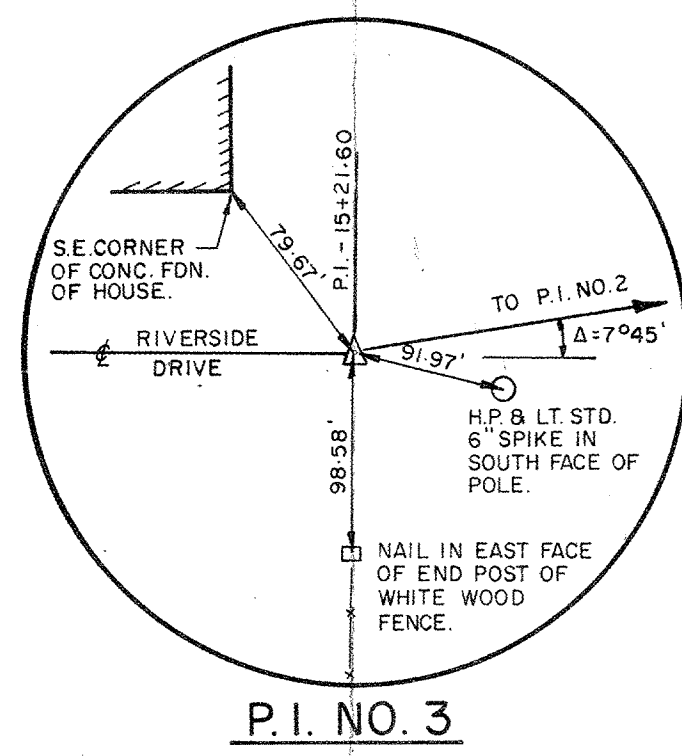 P.I. - 15+21.60
S.E. CORNER
OF CONC. FDN.
OF HOUSE.
79.67'
TO P.I. NO. 2
Δ=7°45'
℄ RIVERSIDE
DRIVE
91.97'
H.P. & LT. STD.
6" SPIKE IN
SOUTH FACE OF
POLE.
98.58'
NAIL IN EAST FACE
OF END POST OF
WHITE WOOD
FENCE.
P.I. NO. 3